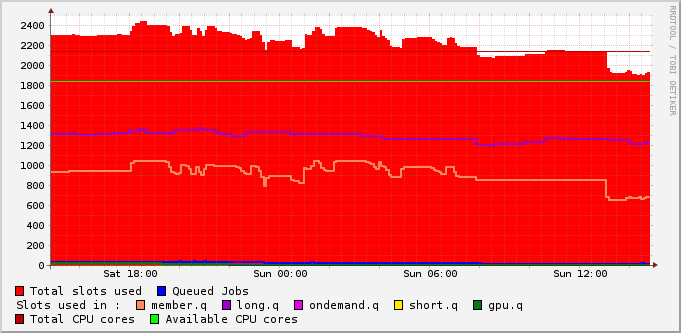 RRDTOOL / TOBI OETIKER
2400
2200
2000
1800
1600
1400
1200
1000
800
600
400
200
0
Sat 18:00 Sun 00:00 Sun 06:00 Sun 12:00
Total slots used Queued Jobs
Slots used in : member.q long.q ondemand.q short.q gpu.q
Total CPU cores Available CPU cores